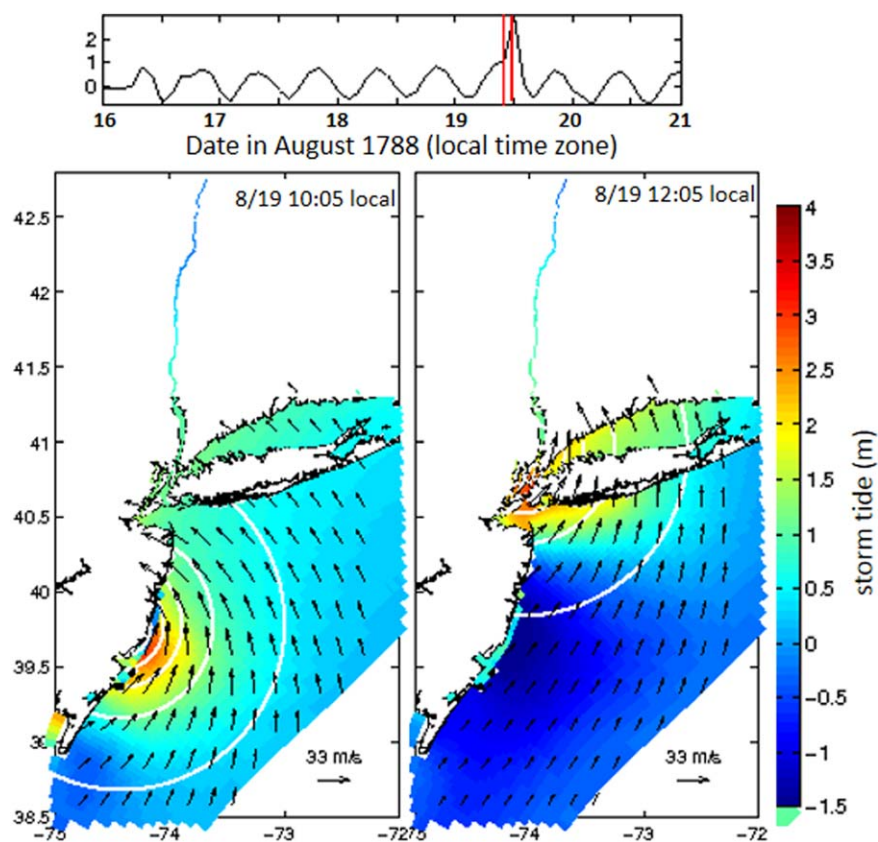 2
1
0
16 17 18 19 20 21
Date in August 1788 (local time zone)
8/19 10:05 local
8/19 12:05 local
42.5
42
41.5
41
40.5
40
39.5
39
38.5
33 m/s
33 m/s
-75 -74 -73 -72
-74 -73 -72
4
3.5
3
2.5
2
1.5
1
0.5
0
-0.5
-1
-1.5
storm tide (m)